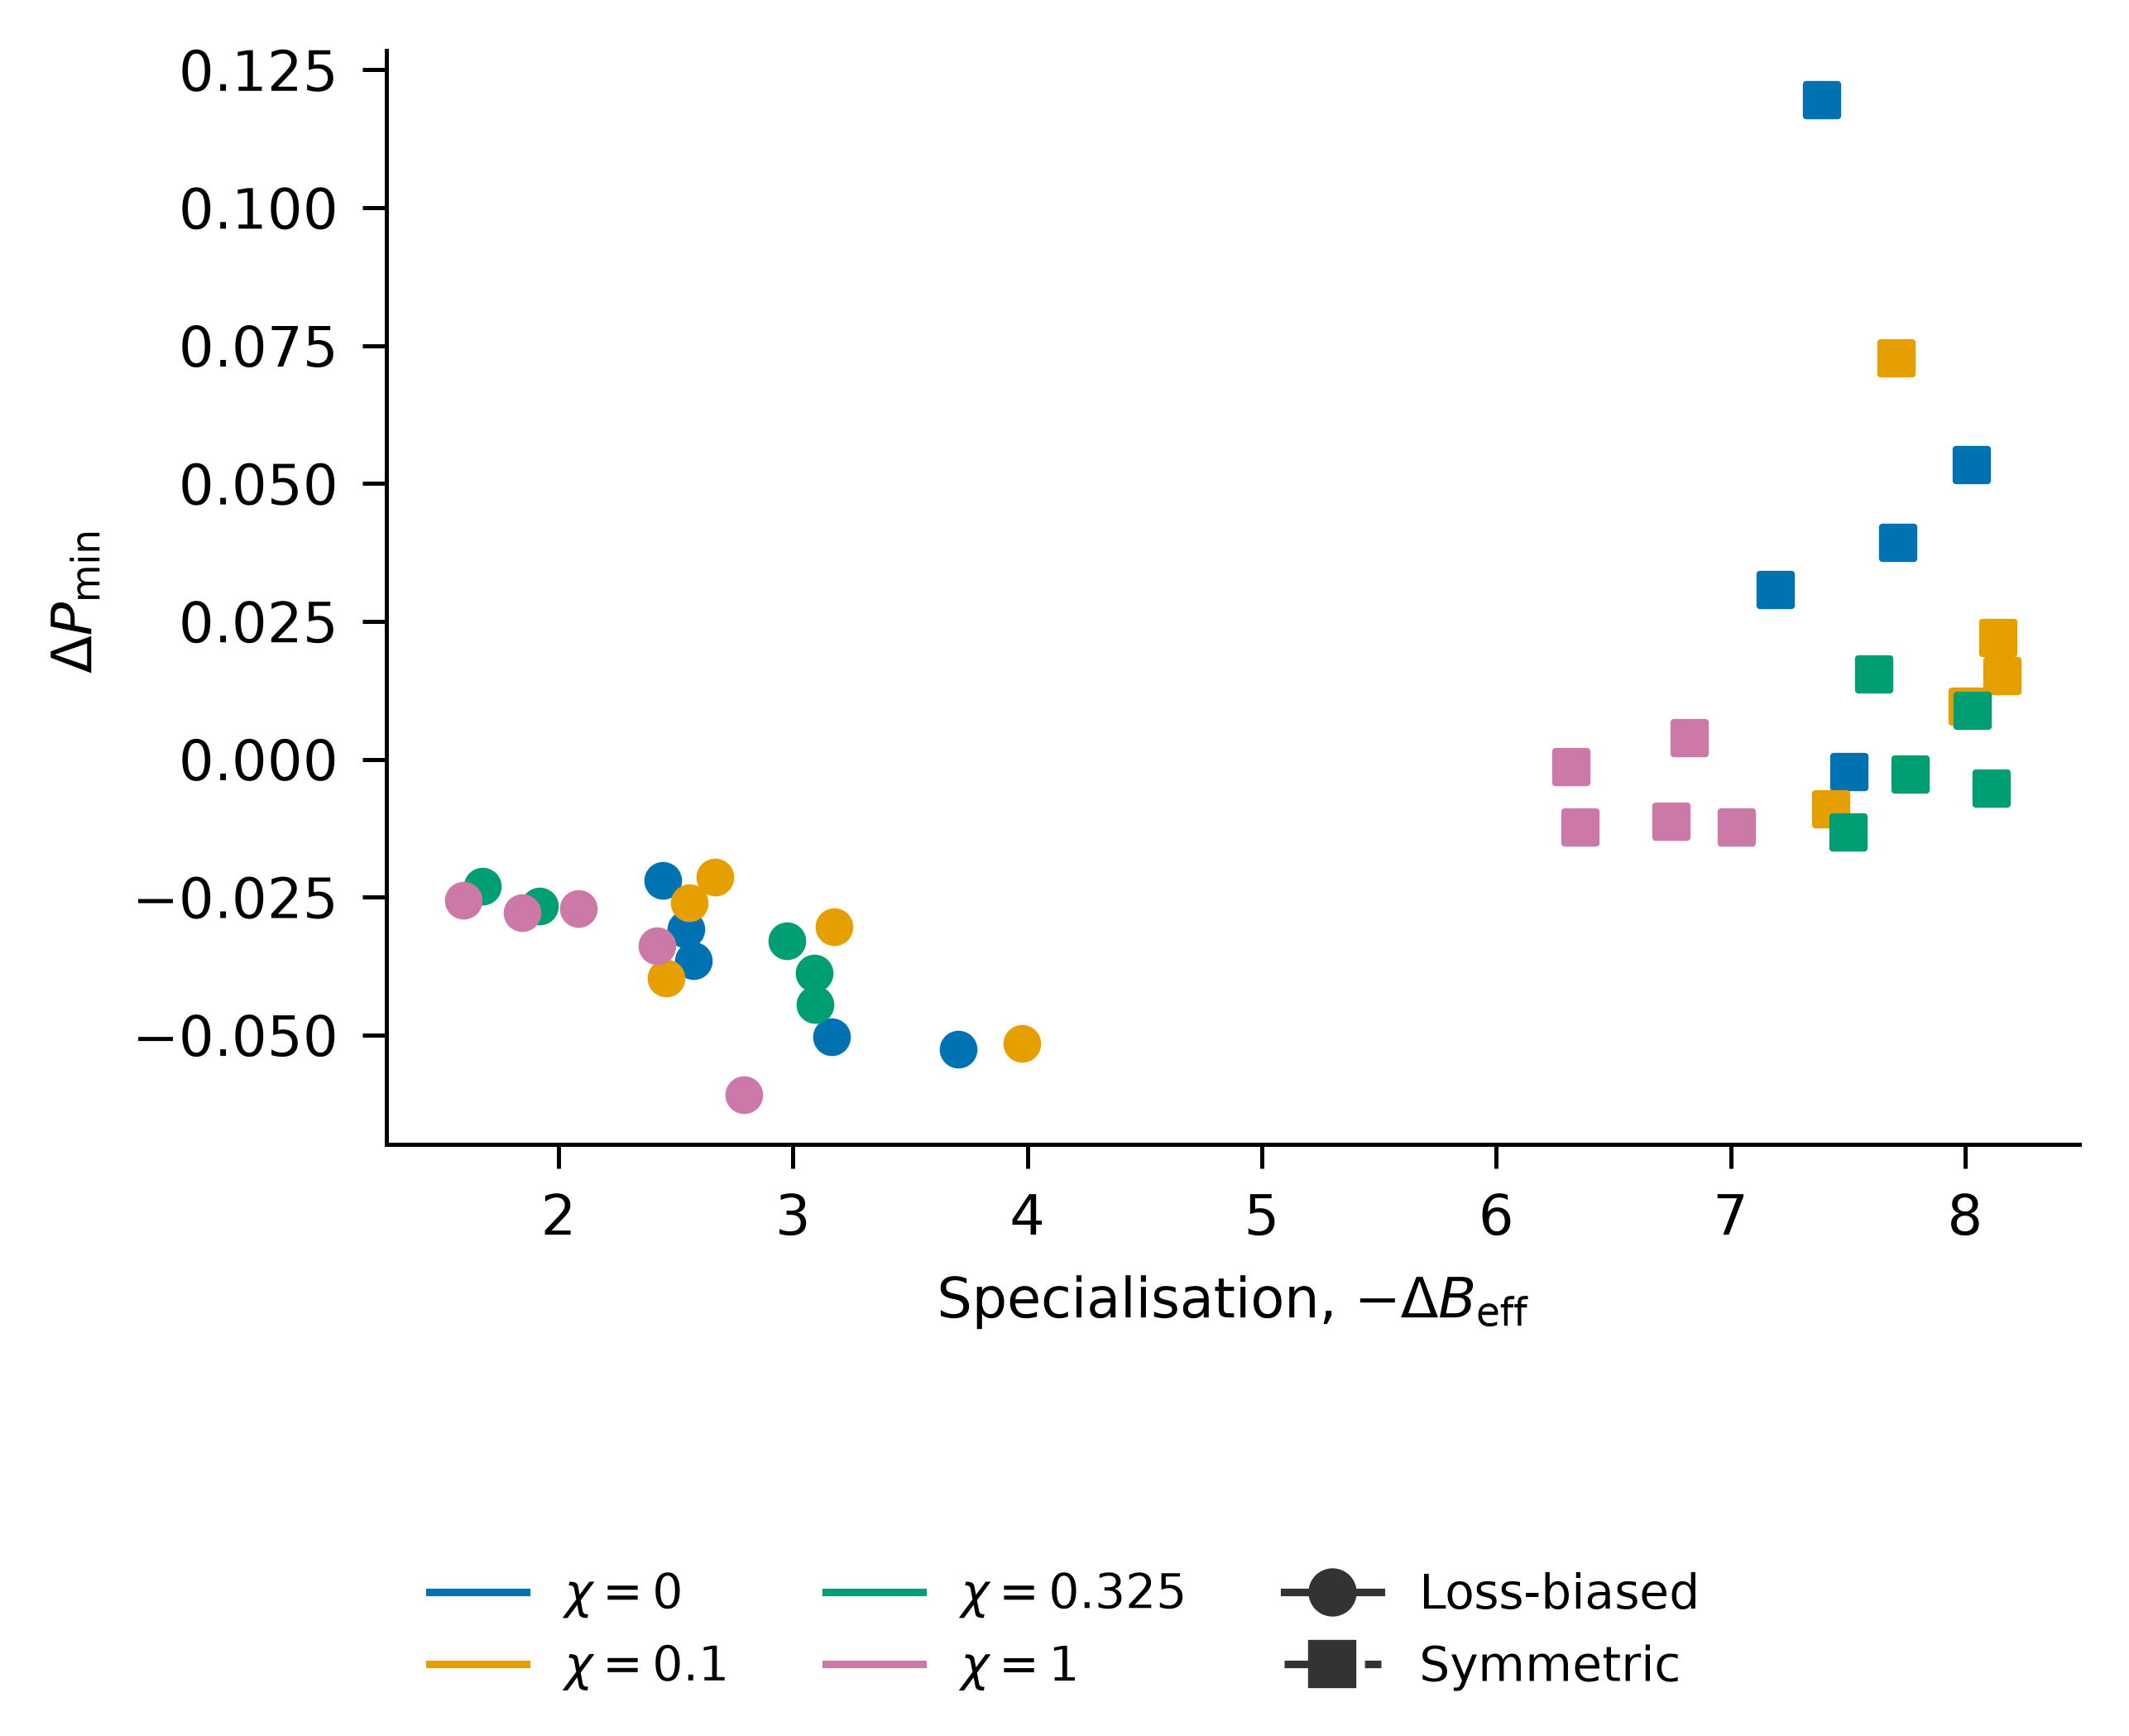 0.125
0.100
0.075
0.050
0.025
0.000
−0.025
−0.050
ΔP_min
2 3 4 5 6 7 8
Specialisation, −ΔB_eff
χ = 0 χ = 0.325 Loss-biased
χ = 0.1 χ = 1 Symmetric